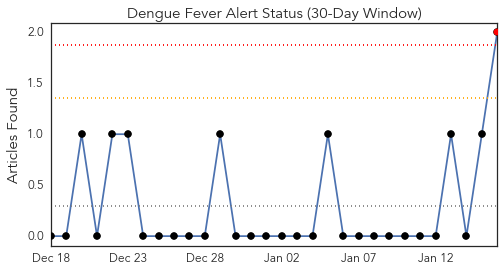 Dengue Fever Alert Status (30-Day Window)
Articles Found
2.0
1.5
1.0
0.5
0.0
Dec 18 Dec 23 Dec 28 Jan 02 Jan 07 Jan 12